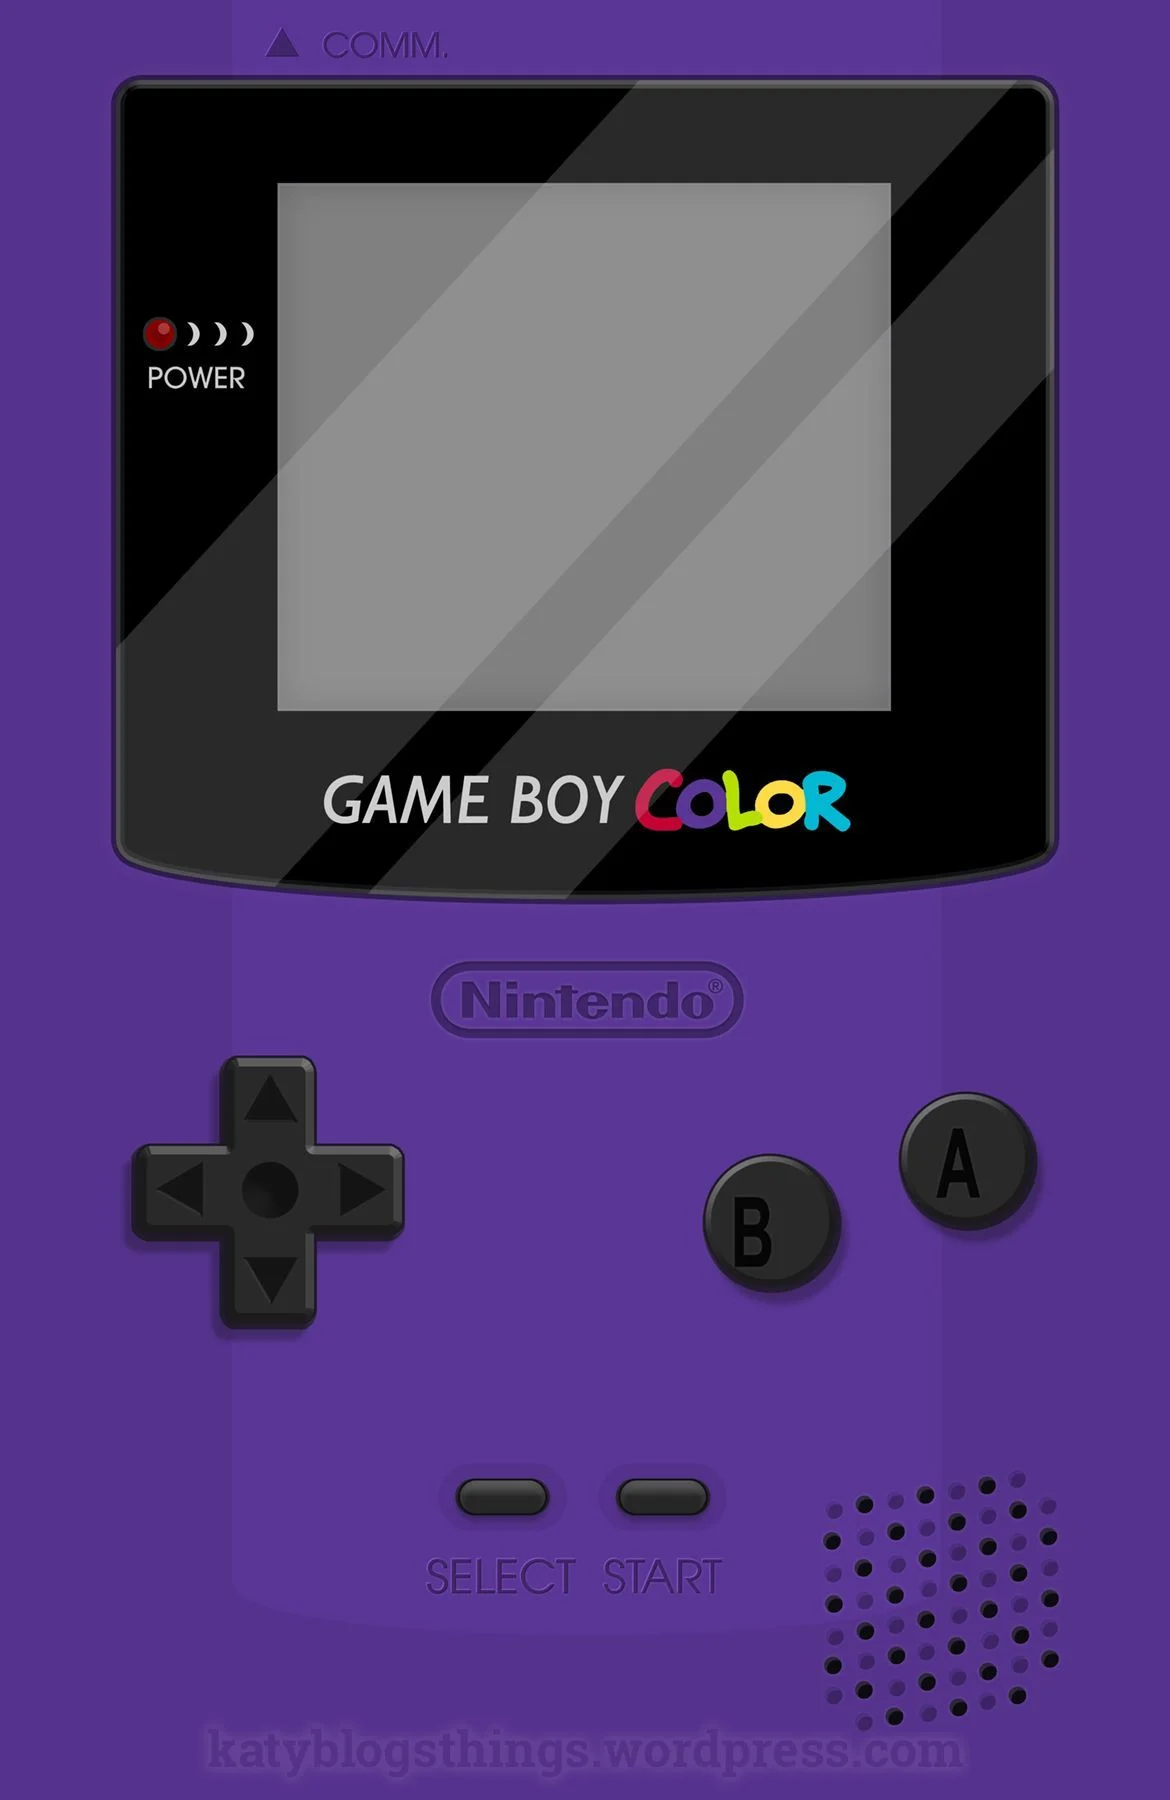 ▲ COMM.
POWER
GAME BOY COLOR
Nintendo®
A
B
SELECT START
katyblogsthings.wordpress.com